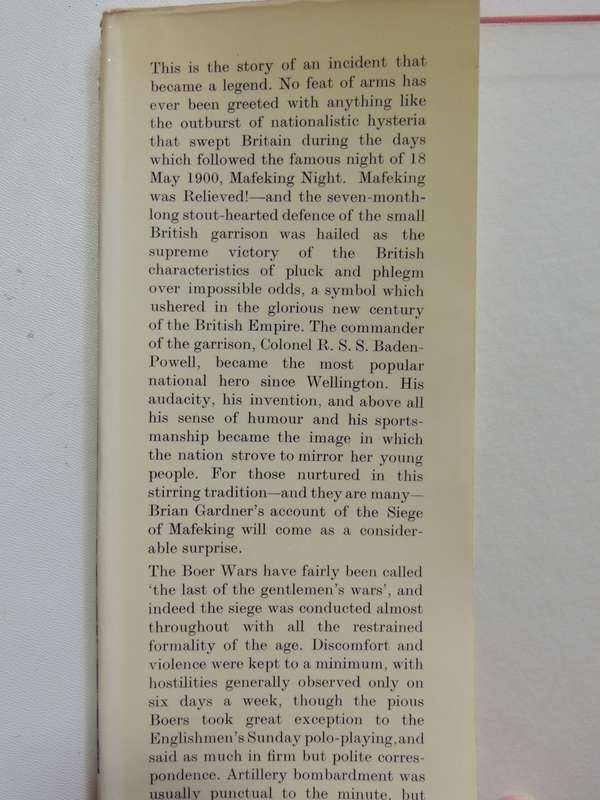 This is the story of an incident that
became a legend. No feat of arms has
ever been greeted with anything like
the outburst of nationalistic hysteria
that swept Britain during the days
which followed the famous night of 18
May 1900, Mafeking Night. Mafeking
was Relieved!—and the seven-month-
long stout-hearted defence of the small
British garrison was hailed as the
supreme victory of the British
characteristics of pluck and phlegm
over impossible odds, a symbol which
ushered in the glorious new century
of the British Empire. The commander
of the garrison, Colonel R. S. S. Baden-
Powell, became the most popular
national hero since Wellington. His
audacity, his invention, and above all
his sense of humour and his sports-
manship became the image in which
the nation strove to mirror her young
people. For those nurtured in this
stirring tradition—and they are many—
Brian Gardner's account of the Siege
of Mafeking will come as a consider-
able surprise.
The Boer Wars have fairly been called
‘the last of the gentlemen's wars’, and
indeed the siege was conducted almost
throughout with all the restrained
formality of the age. Discomfort and
violence were kept to a minimum, with
hostilities generally observed only on
six days a week, though the pious
Boers took great exception to the
Englishmen's Sunday polo-playing, and
said as much in firm but polite corres-
pondence. Artillery bombardment was
usually punctual to the minute, but